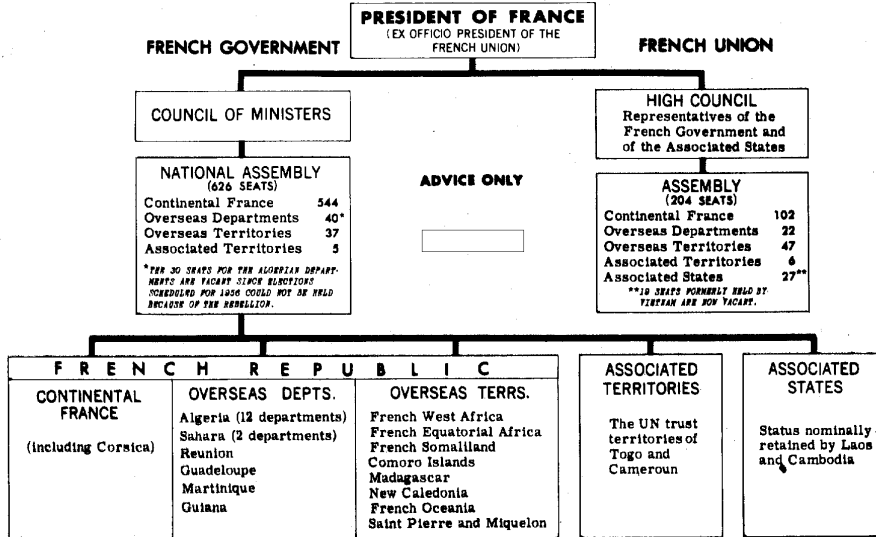 PRESIDENT OF FRANCE
(EX OFFICIO PRESIDENT OF THE
FRENCH UNION)
FRENCH GOVERNMENT
FRENCH UNION
COUNCIL OF MINISTERS
HIGH COUNCIL
Representatives of the
French Government and
of the Associated States
NATIONAL ASSEMBLY
(626 SEATS)
Continental France 544
Overseas Departments 40*
Overseas Territories 37
Associated Territories 5
*THE 30 SEATS FOR THE ALGERIAN DEPART-
MENTS ARE VACANT SINCE ELECTIONS
SCHEDULED FOR 1956 COULD NOT BE HELD
BECAUSE OF THE REBELLION.
ADVICE ONLY
ASSEMBLY
(204 SEATS)
Continental France 102
Overseas Departments 22
Overseas Territories 47
Associated Territories 6
Associated States 27**
**19 SEATS FORMERLY HELD BY
VIETNAM ARE NOW VACANT.
FRENCH REPUBLIC
CONTINENTAL
FRANCE
(including Corsica)
OVERSEAS DEPTS.
Algeria (12 departments)
Sahara (2 departments)
Reunion
Guadeloupe
Martinique
Guiana
OVERSEAS TERRS.
French West Africa
French Equatorial Africa
French Somaliland
Comoro Islands
Madagascar
New Caledonia
French Oceania
Saint Pierre and Miquelon
ASSOCIATED
TERRITORIES
The UN trust
territories of
Togo and
Cameroun
ASSOCIATED
STATES
Status nominally
retained by Laos
and Cambodia